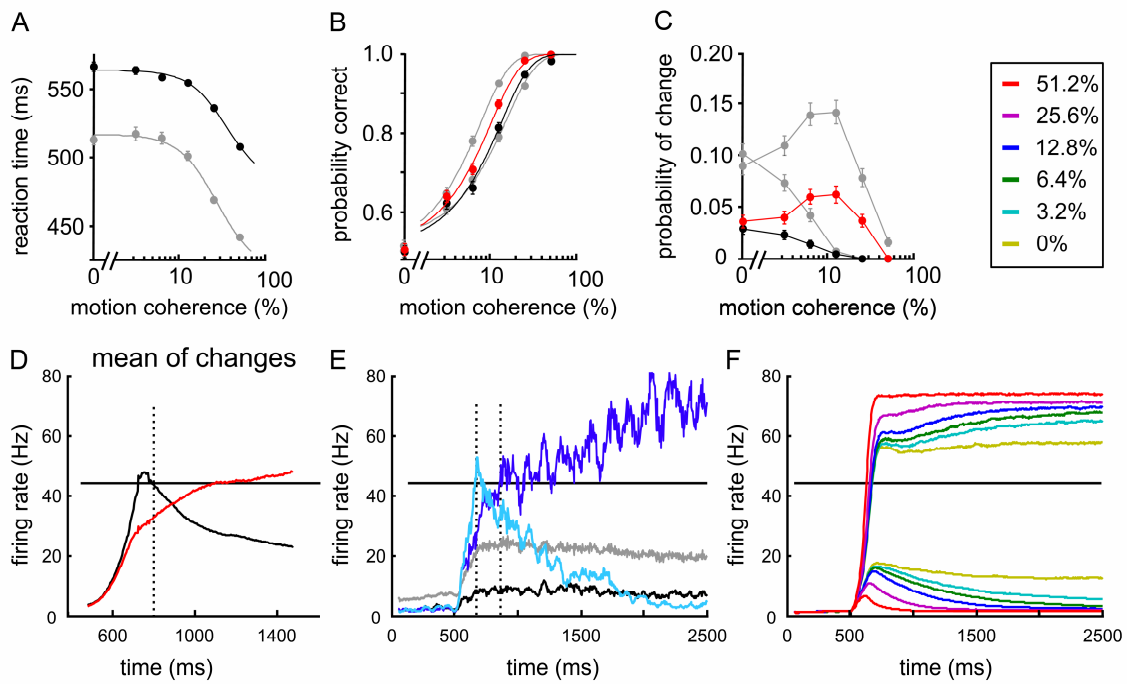 A
reaction time (ms)
550
500
450
0
10
100
motion coherence (%)
B
probability correct
1.0
0.8
0.6
0
10
100
motion coherence (%)
C
probability of change
0.20
0.15
0.10
0.05
0
0
10
100
motion coherence (%)
51.2%
25.6%
12.8%
6.4%
3.2%
0%
D
mean of changes
firing rate (Hz)
80
60
40
20
0
600
1000
1400
time (ms)
E
firing rate (Hz)
80
60
40
20
0
0
500
1500
2500
time (ms)
F
firing rate (Hz)
80
60
40
20
0
0
500
1500
2500
time (ms)